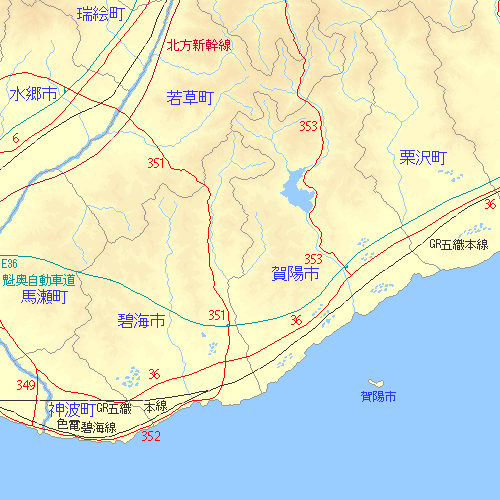 瑞絵町
北方新幹線
水郷市
若草町
353
6
351
栗沢町
36
GR五織本線
353
E36
賀陽市
魁奥自動車道
馬瀬町
351
36
碧海市
36
349
賀陽市
神波町
GR五織 本線
色電碧海線
352